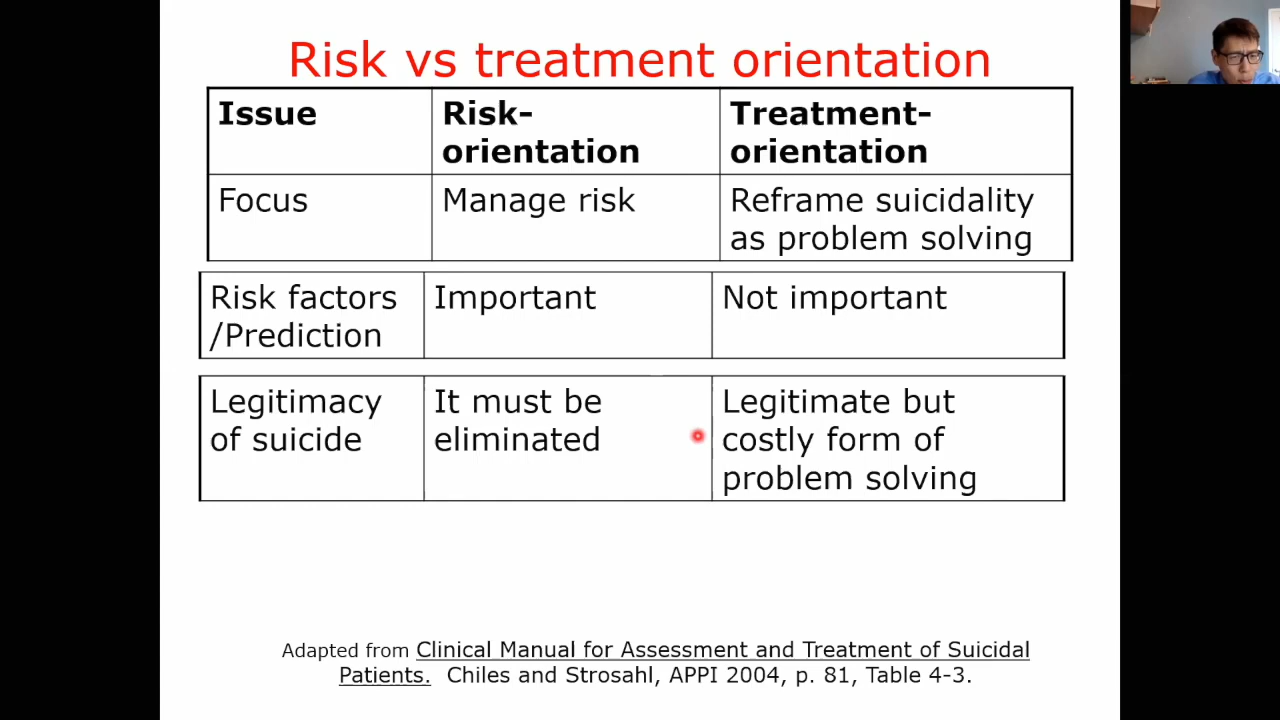 Risk vs treatment orientation
Issue
Risk-
orientation
Treatment-
orientation
Focus
Manage risk
Reframe suicidality
as problem solving
Risk factors
/Prediction
Important
Not important
Legitimacy
of suicide
It must be
eliminated
Legitimate but
costly form of
problem solving
Adapted from Clinical Manual for Assessment and Treatment of Suicidal
Patients. Chiles and Strosahl, APPI 2004, p. 81, Table 4-3.